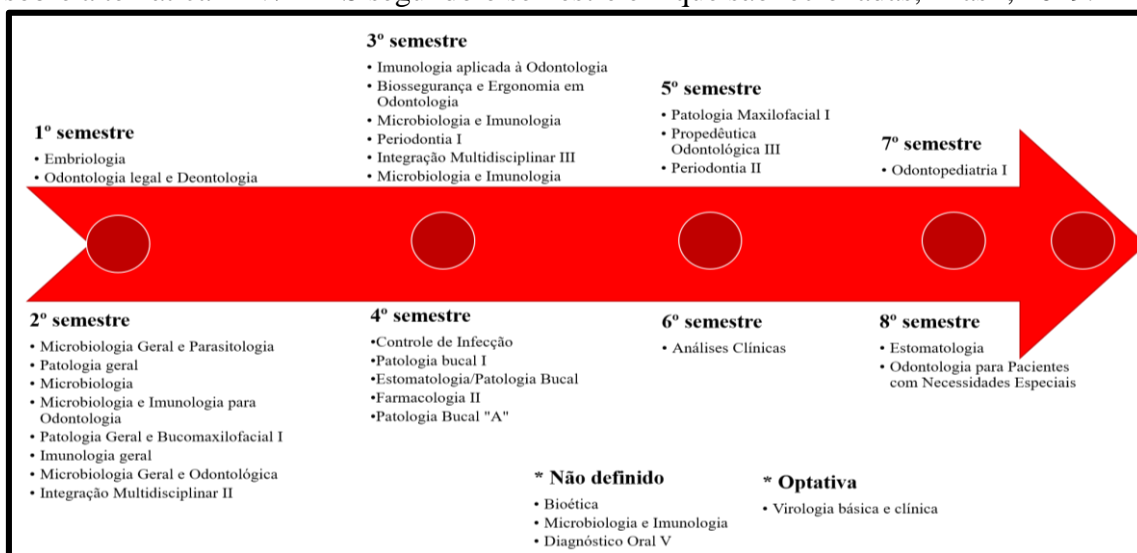 1º semestre
• Embriologia
• Odontologia legal e Deontologia
3º semestre
• Imunologia aplicada à Odontologia
• Biossegurança e Ergonomia em
Odontologia
• Microbiologia e Imunologia
• Periodontia I
• Integração Multidisciplinar III
• Microbiologia e Imunologia
5º semestre
• Patologia Maxilofacial I
• Propedêutica
Odontológica III
• Periodontia II
7º semestre
• Odontopediatria I
2º semestre
• Microbiologia Geral e Parasitologia
• Patologia geral
• Microbiologia
• Microbiologia e Imunologia para
Odontologia
• Patologia Geral e Bucomaxilofacial I
• Imunologia geral
• Microbiologia Geral e Odontológica
• Integração Multidisciplinar II
4º semestre
•Controle de Infecção
•Patologia bucal I
•Estomatologia/Patologia Bucal
•Farmacologia II
•Patologia Bucal "A"
6º semestre
• Análises Clínicas
8º semestre
• Estomatologia
• Odontologia para Pacientes
com Necessidades Especiais
* Não definido
• Bioética
• Microbiologia e Imunologia
• Diagnóstico Oral V
* Optativa
• Virologia básica e clínica